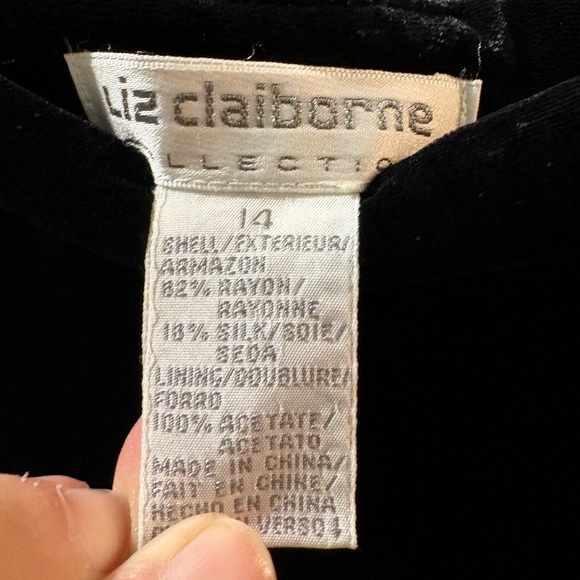 Liz claiborne
COLLECTION
14
SHELL/EXTERIEUR/
ARMAZON
82% RAYON/
RAYONNE
18% SILK/SOIE/
SEDA
LINING/DOUBLURE/
FORRO
100% ACETATE/
ACETATO
MADE IN CHINA/
FAIT EN CHINE/
HECHO EN CHINA